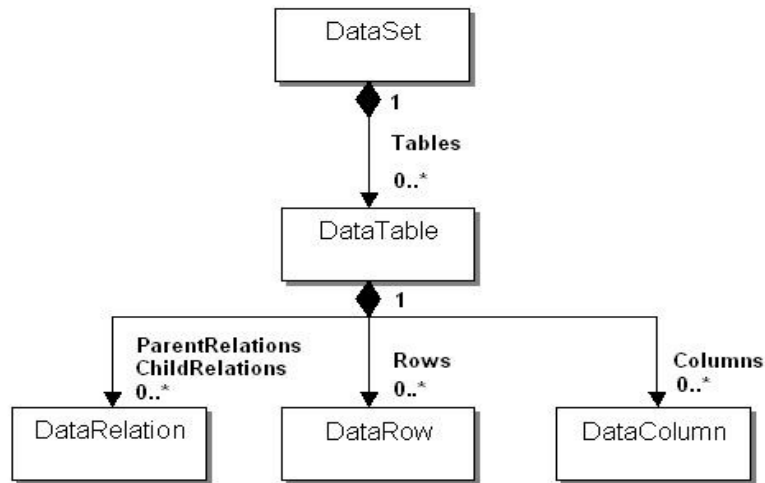 DataSet
1
Tables
0..*
DataTable
1
ParentRelations
ChildRelations
0..*
Rows
0..*
Columns
0..*
DataRelation
DataRow
DataColumn